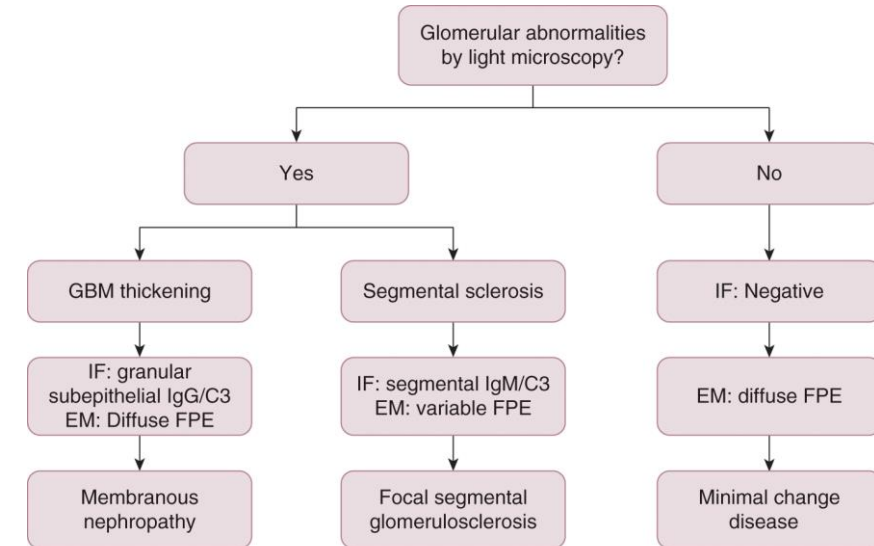 Glomerular abnormalities
by light microscopy?
Yes
No
GBM thickening
Segmental sclerosis
IF: Negative
IF: granular
subepithelial IgG/C3
EM: Diffuse FPE
IF: segmental IgM/C3
EM: variable FPE
EM: diffuse FPE
Membranous
nephropathy
Focal segmental
glomerulosclerosis
Minimal change
disease